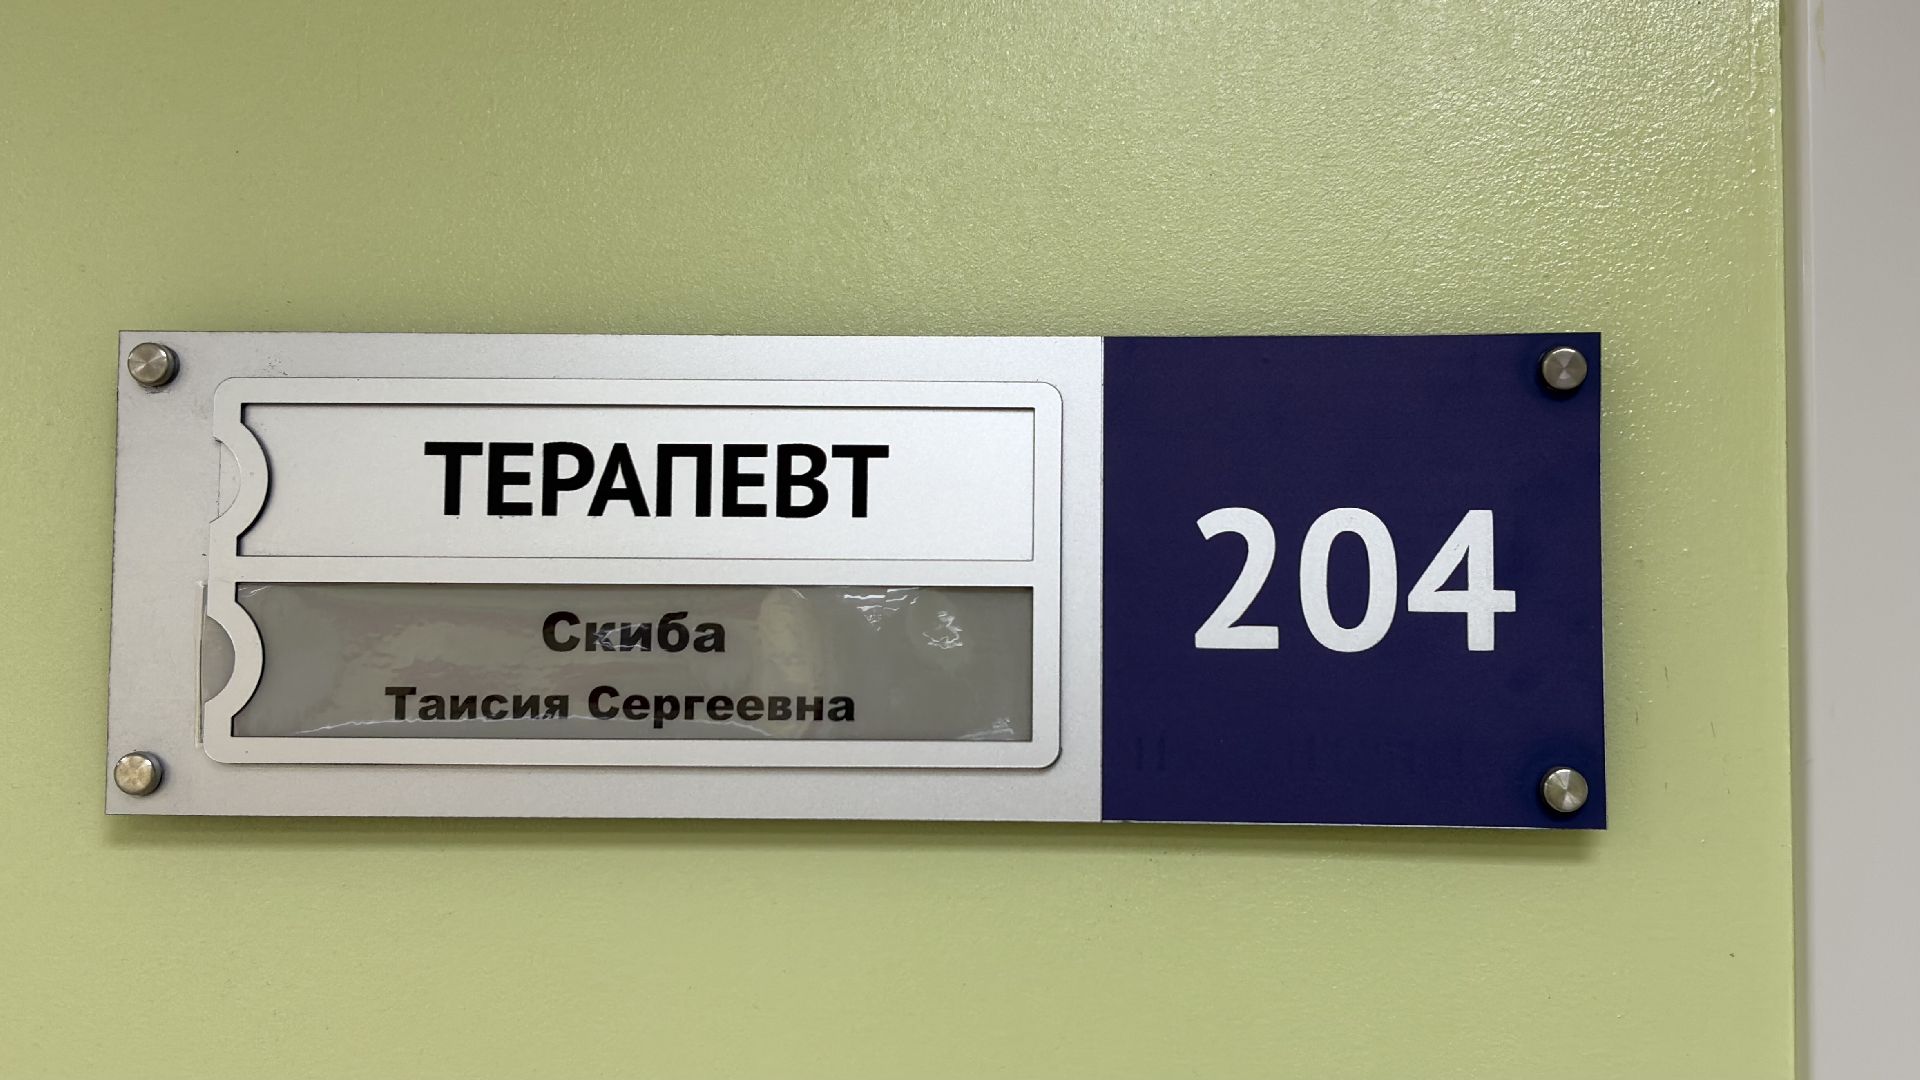 ТЕРАПЕВТ
Скиба
Таисия Сергеевна
204